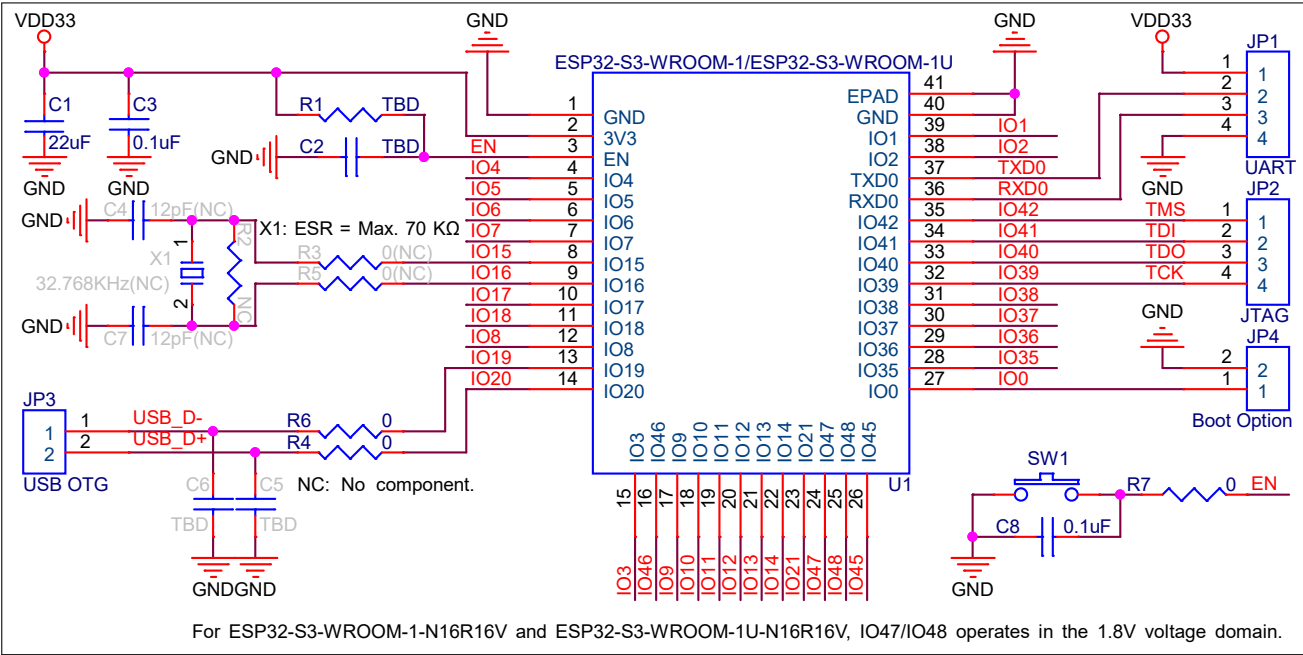 VDD33
GND
GND
VDD33
JP1
ESP32-S3-WROOM-1/ESP32-S3-WROOM-1U
C1
22uF
GND
C3
0.1uF
GND
R1
TBD
GND
C2
TBD
1
GND
2
3V3
EN
3
EN
IO4
4
IO4
IO5
5
IO5
IO6
6
IO6
IO7
7
IO7
IO15
8
IO15
IO16
9
IO16
IO17
10
IO17
IO18
11
IO18
IO8
12
IO8
IO19
13
IO19
IO20
14
IO20
41
EPAD
40
GND
39
IO1
IO1
38
IO2
IO2
37
TXD0
TXD0
36
RXD0
RXD0
35
IO42
IO42
TMS
34
IO41
IO41
TDI
33
IO40
IO40
TDO
32
IO39
IO39
TCK
31
IO38
IO38
30
IO37
IO37
29
IO36
IO36
28
IO35
IO35
27
IO0
IO0
1
1
2
2
3
3
4
4
UART
GND
JP2
1
1
2
2
3
3
4
4
JTAG
GND
JP4
2
2
1
1
Boot Option
GND
C4
12pF(NC)
X1: ESR = Max. 70 KΩ
R2
NC
1
X1
32.768KHz(NC)
2
R3
0(NC)
R5
0(NC)
GND
C7
12pF(NC)
JP3
1
1
USB_D-
2
2
USB_D+
USB OTG
R6
0
R4
0
C6
TBD
C5
TBD
GND
GND
NC: No component.
IO3
IO46
IO9
IO10
IO11
IO12
IO13
IO14
IO21
IO47
IO48
IO45
U1
15
16
17
18
19
20
21
22
23
24
25
26
IO3
IO46
IO9
IO10
IO11
IO12
IO13
IO14
IO21
IO47
IO48
IO45
SW1
R7
0
EN
C8
0.1uF
GND
For ESP32-S3-WROOM-1-N16R16V and ESP32-S3-WROOM-1U-N16R16V, IO47/IO48 operates in the 1.8V voltage domain.